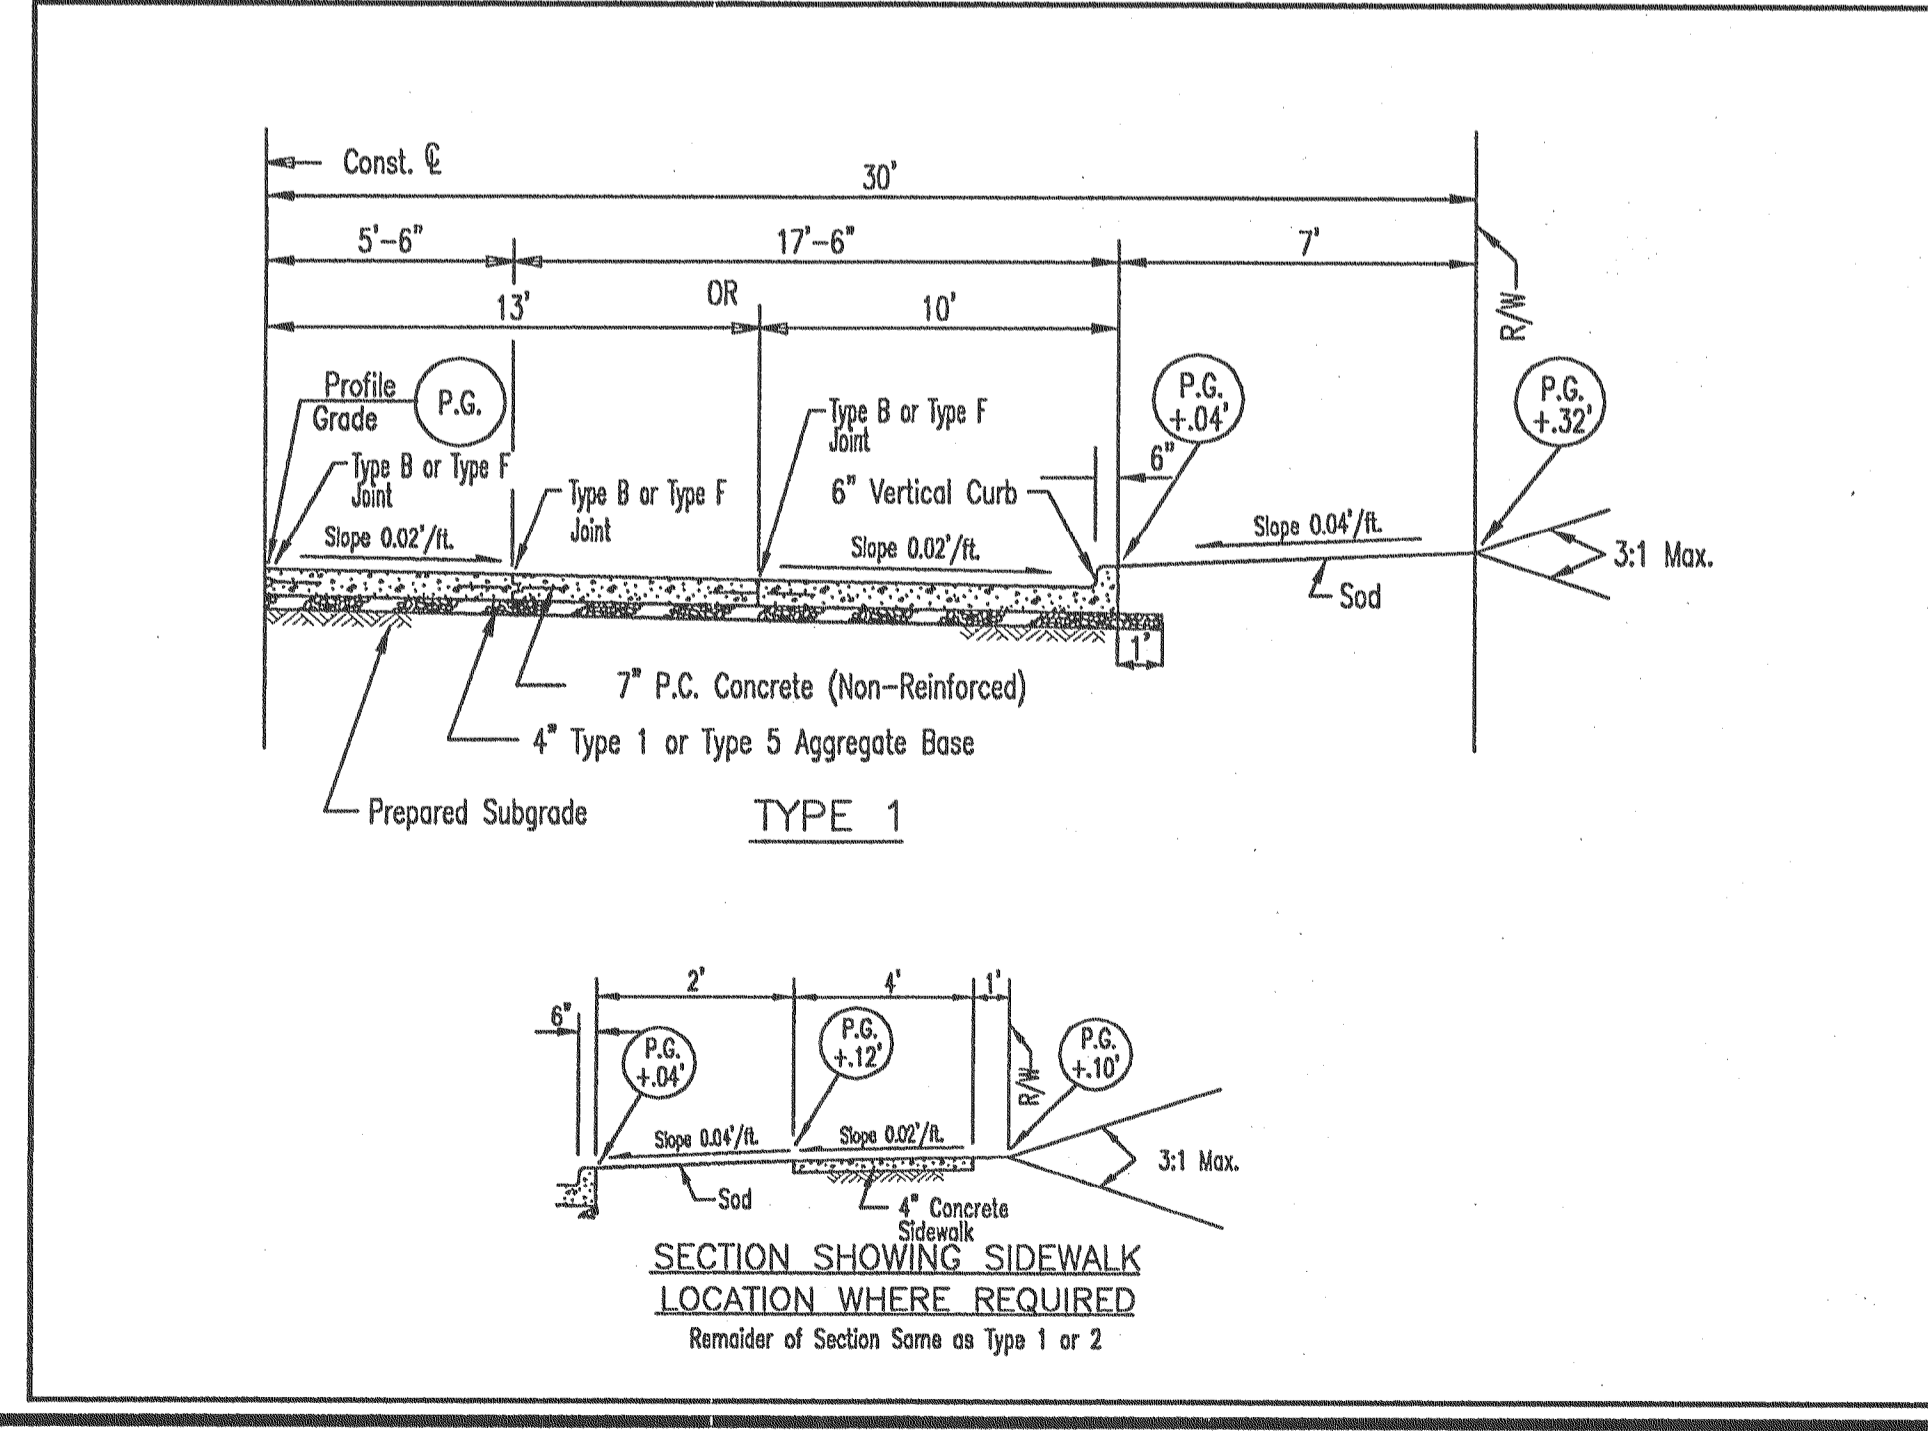 Const. ℄
30'
5'-6"
17'-6"
7'
OR
13'
10'
R/W
Profile
Grade
P.G.
P.G.
+.04'
P.G.
+.32'
Type B or Type F
Joint
Type B or Type F
Joint
Type B or Type F
Joint
6"
6" Vertical Curb
Slope 0.02'/ft.
Slope 0.02'/ft.
Slope 0.04'/ft.
3:1 Max.
Sod
1'
7" P.C. Concrete (Non-Reinforced)
4" Type 1 or Type 5 Aggregate Base
Prepared Subgrade
TYPE 1
2'
4'
1'
6"
P.G.
+.04'
P.G.
+.12'
P.G.
+.10'
R/W
Slope 0.04'/ft.
Slope 0.02'/ft.
3:1 Max.
Sod
4" Concrete
Sidewalk
SECTION SHOWING SIDEWALK
LOCATION WHERE REQUIRED
Remaider of Section Same as Type 1 or 2